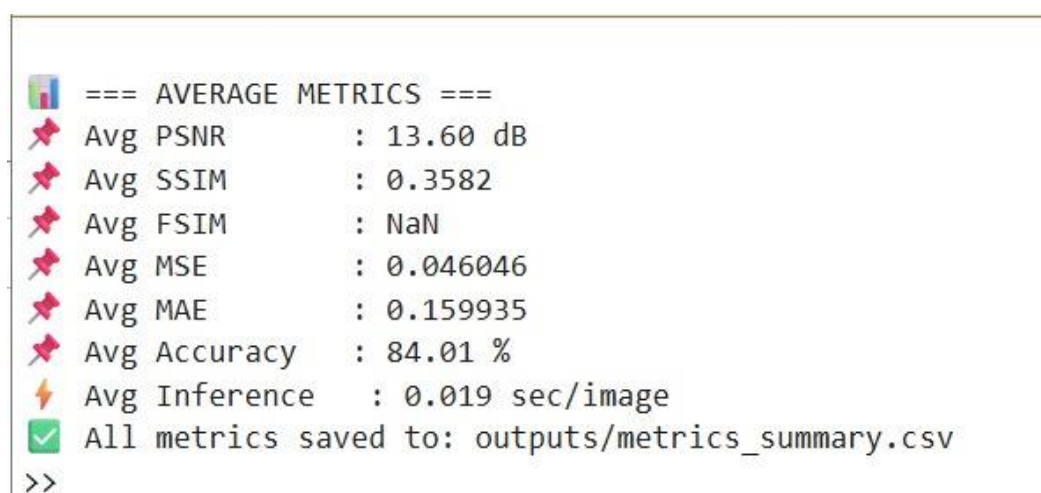 📊 === AVERAGE METRICS ===
📌 Avg PSNR : 13.60 dB
📌 Avg SSIM : 0.3582
📌 Avg FSIM : NaN
📌 Avg MSE : 0.046046
📌 Avg MAE : 0.159935
📌 Avg Accuracy : 84.01 %
⚡ Avg Inference : 0.019 sec/image
✅ All metrics saved to: outputs/metrics_summary.csv
>>